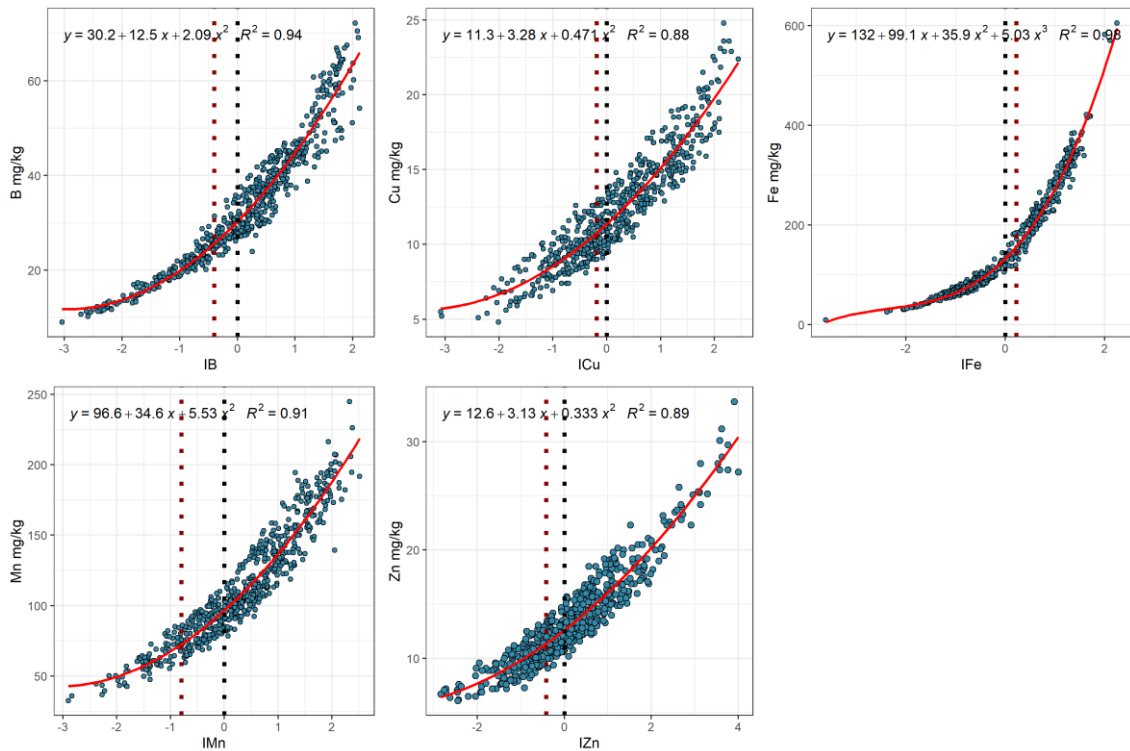 y = 30.2 + 12.5 x + 2.09 x² R² = 0.94
B mg/kg
60
40
20
-3 -2 -1 0 1 2
IB
y = 11.3 + 3.28 x + 0.471 x² R² = 0.88
Cu mg/kg
25
20
15
10
5
-3 -2 -1 0 1 2
ICu
y = 132 + 99.1 x + 35.9 x² + 5.03 x³ R² = 0.98
Fe mg/kg
600
400
200
0
-2 0 2
IFe
y = 96.6 + 34.6 x + 5.53 x² R² = 0.91
Mn mg/kg
250
200
150
100
50
-3 -2 -1 0 1 2
IMn
y = 12.6 + 3.13 x + 0.333 x² R² = 0.89
Zn mg/kg
30
20
10
-2 0 2 4
IZn